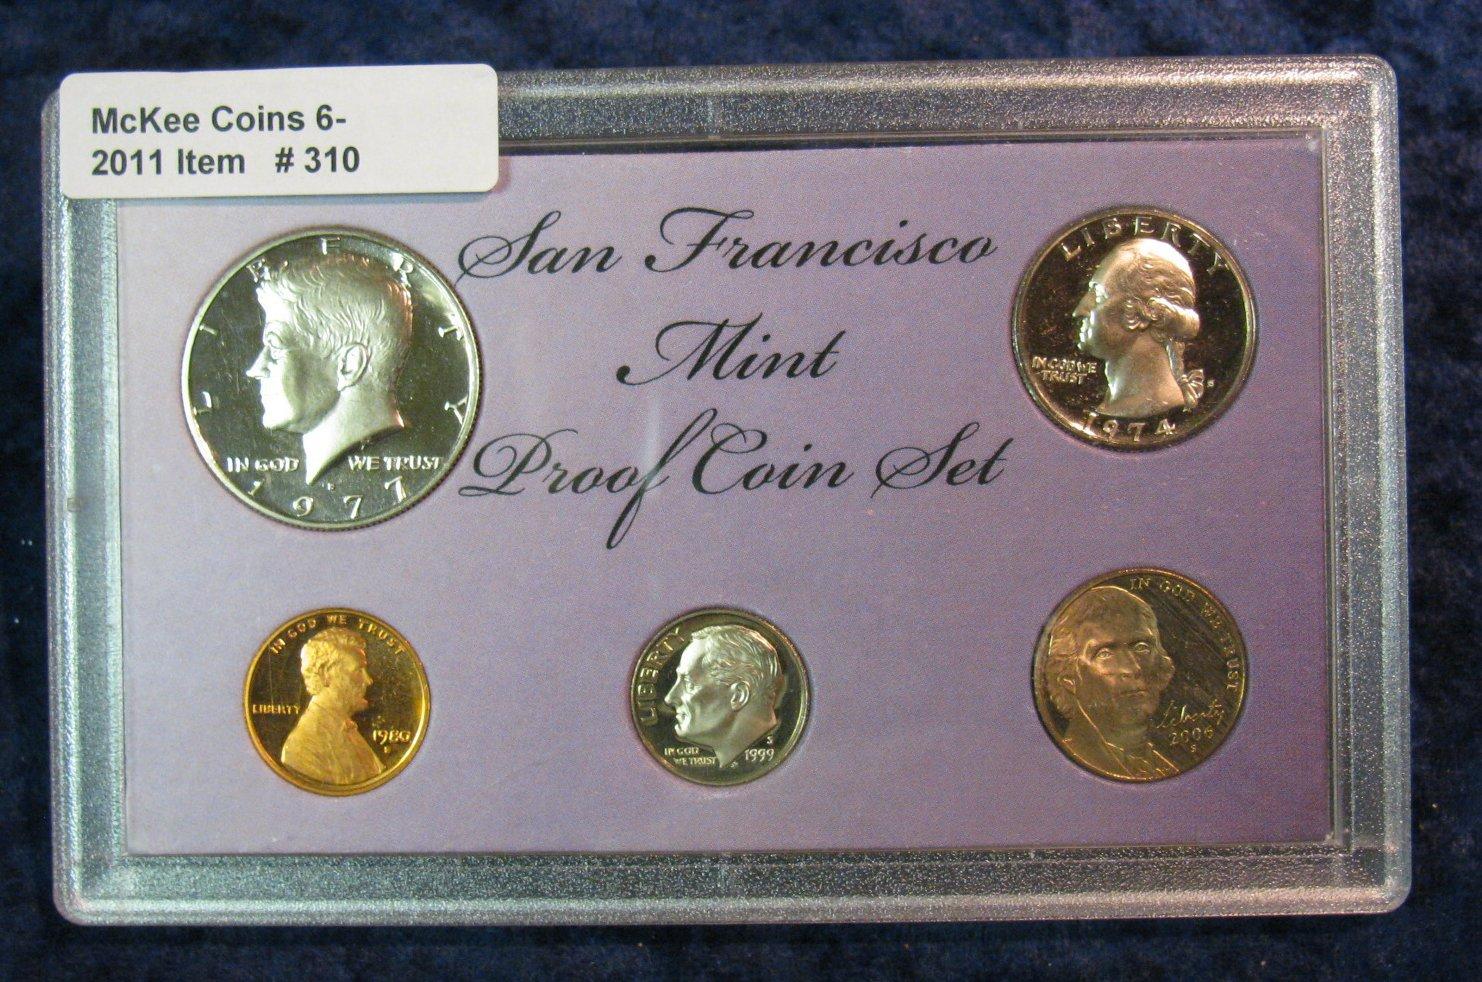 McKee Coins 6-
2011 Item # 310
San Francisco
Mint
Proof Coin Set
LIBERTY
IN GOD WE TRUST
1977
LIBERTY
IN GOD WE
TRUST
S
1974
IN GOD WE TRUST
LIBERTY
1980
S
LIBERTY
IN GOD
WE TRUST
S
1999
IN GOD WE TRUST
Liberty
2006
S